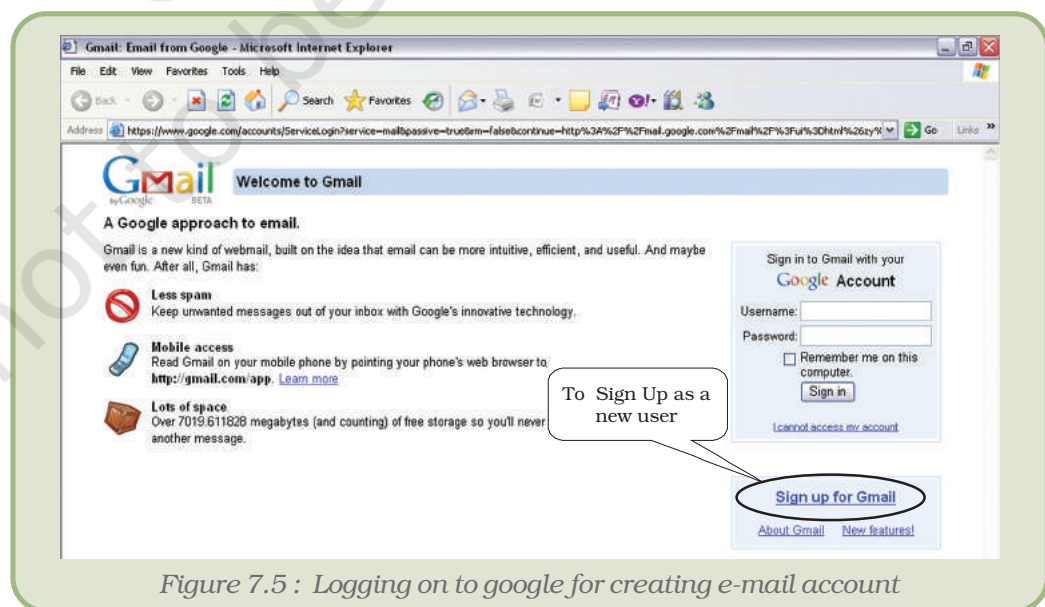 not to be
Gmail: Email from Google - Microsoft Internet Explorer
File Edit View Favorites Tools Help
Back Search Favorites
Address https://www.google.com/accounts/ServiceLogin?service=mail&passive=true&rm=false&continue=http%3A%2F%2Fmail.google.com%2Fmail%2F%3Fui%3Dhtml%26zy% Go Links »
Gmail
by Google BETA
Welcome to Gmail
A Google approach to email.
Gmail is a new kind of webmail, built on the idea that email can be more intuitive, efficient, and useful. And maybe
even fun. After all, Gmail has:
Less spam
Keep unwanted messages out of your inbox with Google's innovative technology.
Mobile access
Read Gmail on your mobile phone by pointing your phone's web browser to
http://gmail.com/app. Learn more
Lots of space
Over 7019.611828 megabytes (and counting) of free storage so you'll never
another message.
Sign in to Gmail with your
Google Account
Username:
Password:
Remember me on this
computer.
Sign in
I cannot access my account
To Sign Up as a
new user
Sign up for Gmail
About Gmail New features!
Figure 7.5 : Logging on to google for creating e-mail account